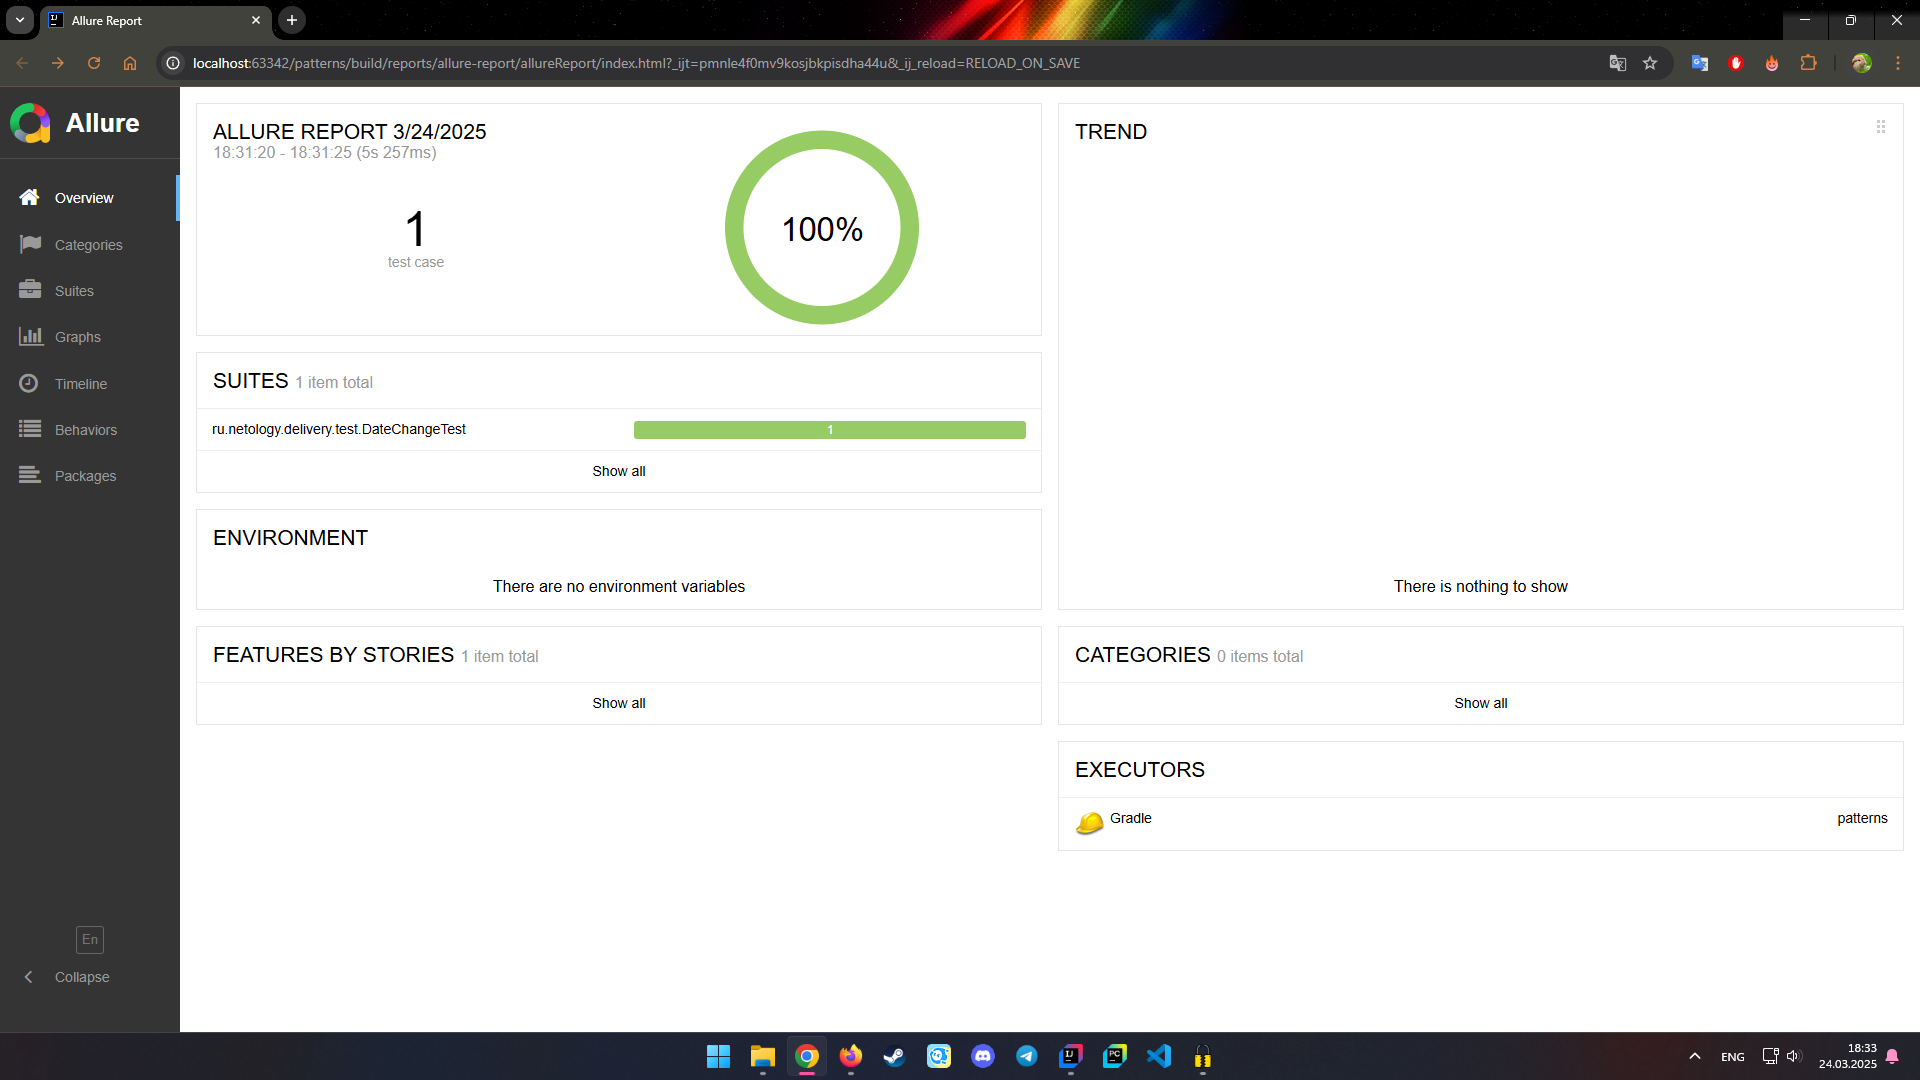 Allure Report
localhost:63342/patterns/build/reports/allure-report/allureReport/index.html?_ijt=pmnle4f0mv9kosjbkpisdha44u&_ij_reload=RELOAD_ON_SAVE
Allure
Overview
Categories
Suites
Graphs
Timeline
Behaviors
Packages
En
Collapse
ALLURE REPORT 3/24/2025
18:31:20 - 18:31:25 (5s 257ms)
1
test case
100%
SUITES 1 item total
ru.netology.delivery.test.DateChangeTest 1
Show all
ENVIRONMENT
There are no environment variables
FEATURES BY STORIES 1 item total
Show all
TREND
There is nothing to show
CATEGORIES 0 items total
Show all
EXECUTORS
Gradle patterns
ENG
18:33
24.03.2025